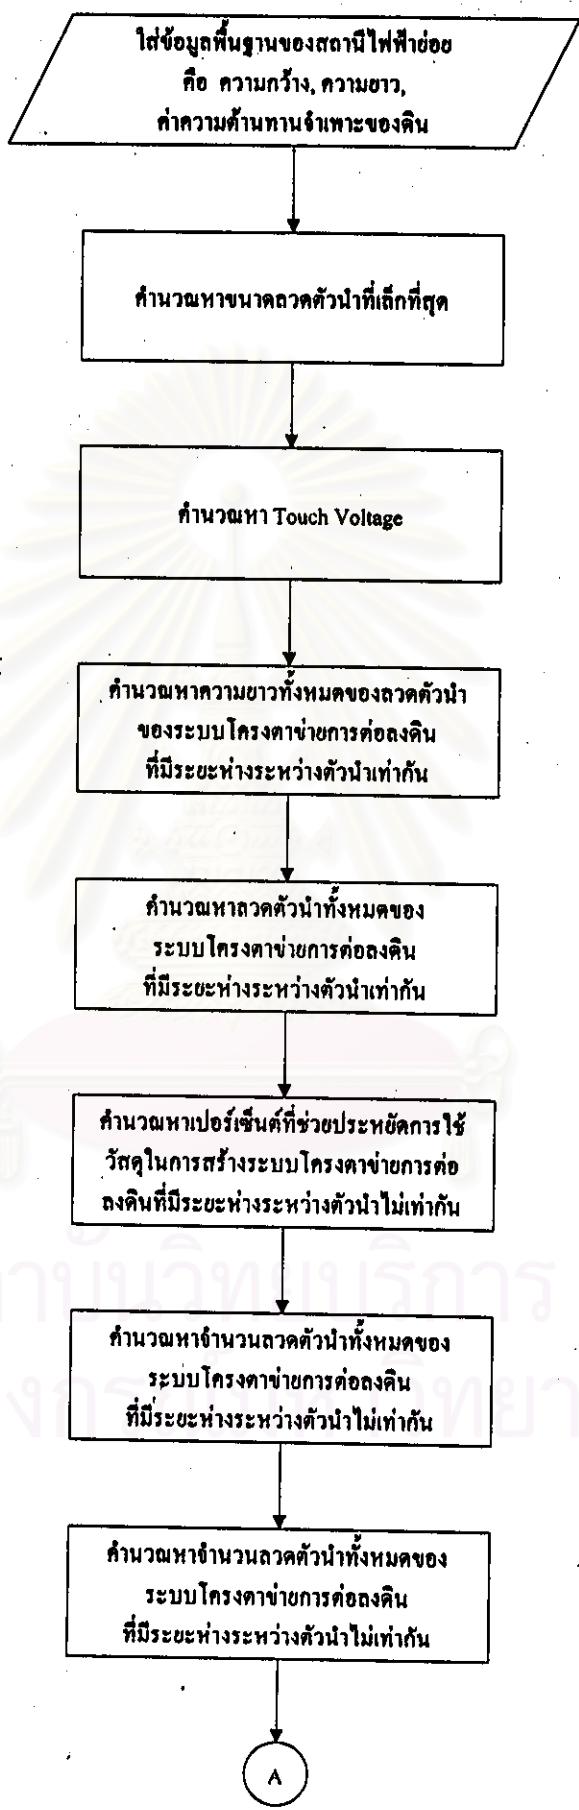 ใส่ข้อมูลพื้นฐานของสถานีไฟฟ้าย่อย
คือ ความกว้าง, ความยาว,
ค่าความต้านทานจำเพาะของดิน
คำนวณหาขนาดลวดตัวนำที่เล็กที่สุด
คำนวณหา Touch Voltage
คำนวณหาความยาวทั้งหมดของลวดตัวนำ
ของระบบโครงตาข่ายการต่อลงดิน
ที่มีระยะห่างระหว่างตัวนำเท่ากัน
คำนวณหาลวดตัวนำทั้งหมดของ
ระบบโครงตาข่ายการต่อลงดิน
ที่มีระยะห่างระหว่างตัวนำเท่ากัน
คำนวณหาเปอร์เซ็นต์ที่ช่วยประหยัดการใช้
วัสดุในการสร้างระบบโครงตาข่ายการต่อ
ลงดินที่มีระยะห่างระหว่างตัวนำไม่เท่ากัน
คำนวณหาจำนวนลวดตัวนำทั้งหมดของ
ระบบโครงตาข่ายการต่อลงดิน
ที่มีระยะห่างระหว่างตัวนำไม่เท่ากัน
คำนวณหาจำนวนลวดตัวนำทั้งหมดของ
ระบบโครงตาข่ายการต่อลงดิน
ที่มีระยะห่างระหว่างตัวนำไม่เท่ากัน
A